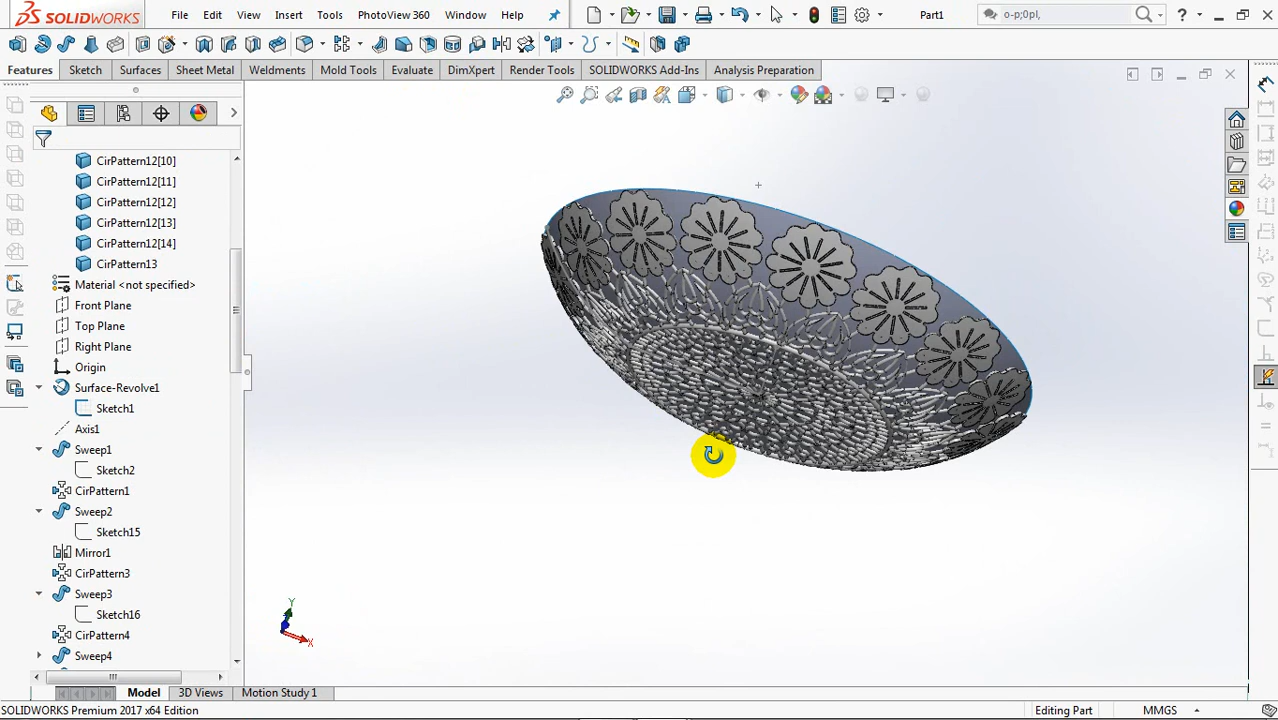 SOLIDWORKS File Edit View Insert Tools PhotoView 360 Window Help Part1 o-p;0pl, ?
Features Sketch Surfaces Sheet Metal Weldments Mold Tools Evaluate DimXpert Render Tools SOLIDWORKS Add-Ins Analysis Preparation
CirPattern12[10]
CirPattern12[11]
CirPattern12[12]
CirPattern12[13]
CirPattern12[14]
CirPattern13
Material <not specified>
Front Plane
Top Plane
Right Plane
Origin
Surface-Revolve1
Sketch1
Axis1
Sweep1
Sketch2
CirPattern1
Sweep2
Sketch15
Mirror1
CirPattern3
Sweep3
Sketch16
CirPattern4
Sweep4
Y
X
Model 3D Views Motion Study 1
SOLIDWORKS Premium 2017 x64 Edition Editing Part MMGS